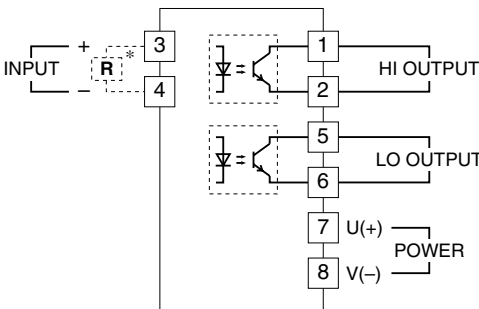 + 3 1
INPUT R * HI OUTPUT
– 4 2
5
LO OUTPUT
6
7 U(+)
POWER
8 V(–)